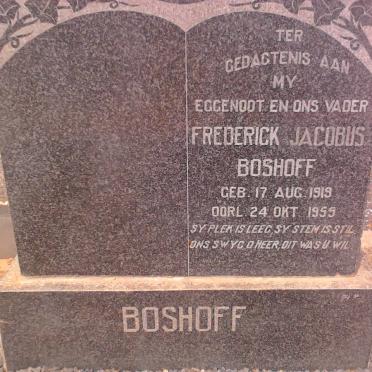 TER
GEDAGTENIS AAN
MY
EGGENOOT EN ONS VADER
FREDERICK JACOBUS
BOSHOFF
GEB. 17 AUG. 1919
OORL. 24 OKT. 1959
SY PLEK IS LEEG, SY STEM IS STIL
ONS SWYG, O HEER, DIT WAS U WIL
BOSHOFF